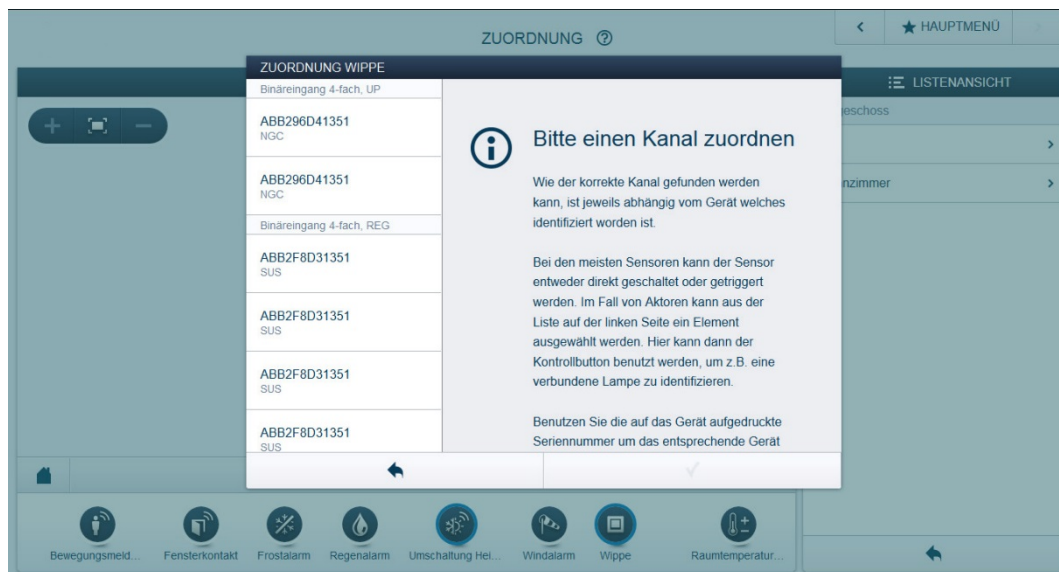 ZUORDNUNG ?
HAUPTMENÜ
ZUORDNUNG WIPPE
Binäreingang 4-fach, UP
ABB296D41351
NGC
ABB296D41351
NGC
Binäreingang 4-fach, REG
ABB2F8D31351
SUS
ABB2F8D31351
SUS
ABB2F8D31351
SUS
ABB2F8D31351
SUS
Bitte einen Kanal zuordnen
Wie der korrekte Kanal gefunden werden
kann, ist jeweils abhängig vom Gerät welches
identifiziert worden ist.
Bei den meisten Sensoren kann der Sensor
entweder direkt geschaltet oder getriggert
werden. Im Fall von Aktoren kann aus der
Liste auf der linken Seite ein Element
ausgewählt werden. Hier kann dann der
Kontrollbutton benutzt werden, um z.B. eine
verbundene Lampe zu identifizieren.
Benutzen Sie die auf das Gerät aufgedruckte
Seriennummer um das entsprechende Gerät
LISTENANSICHT
geschoss
nzimmer
Bewegungsmeld...
Fensterkontakt
Frostalarm
Regenalarm
Umschaltung Hei...
Windalarm
Wippe
Raumtemperatur...